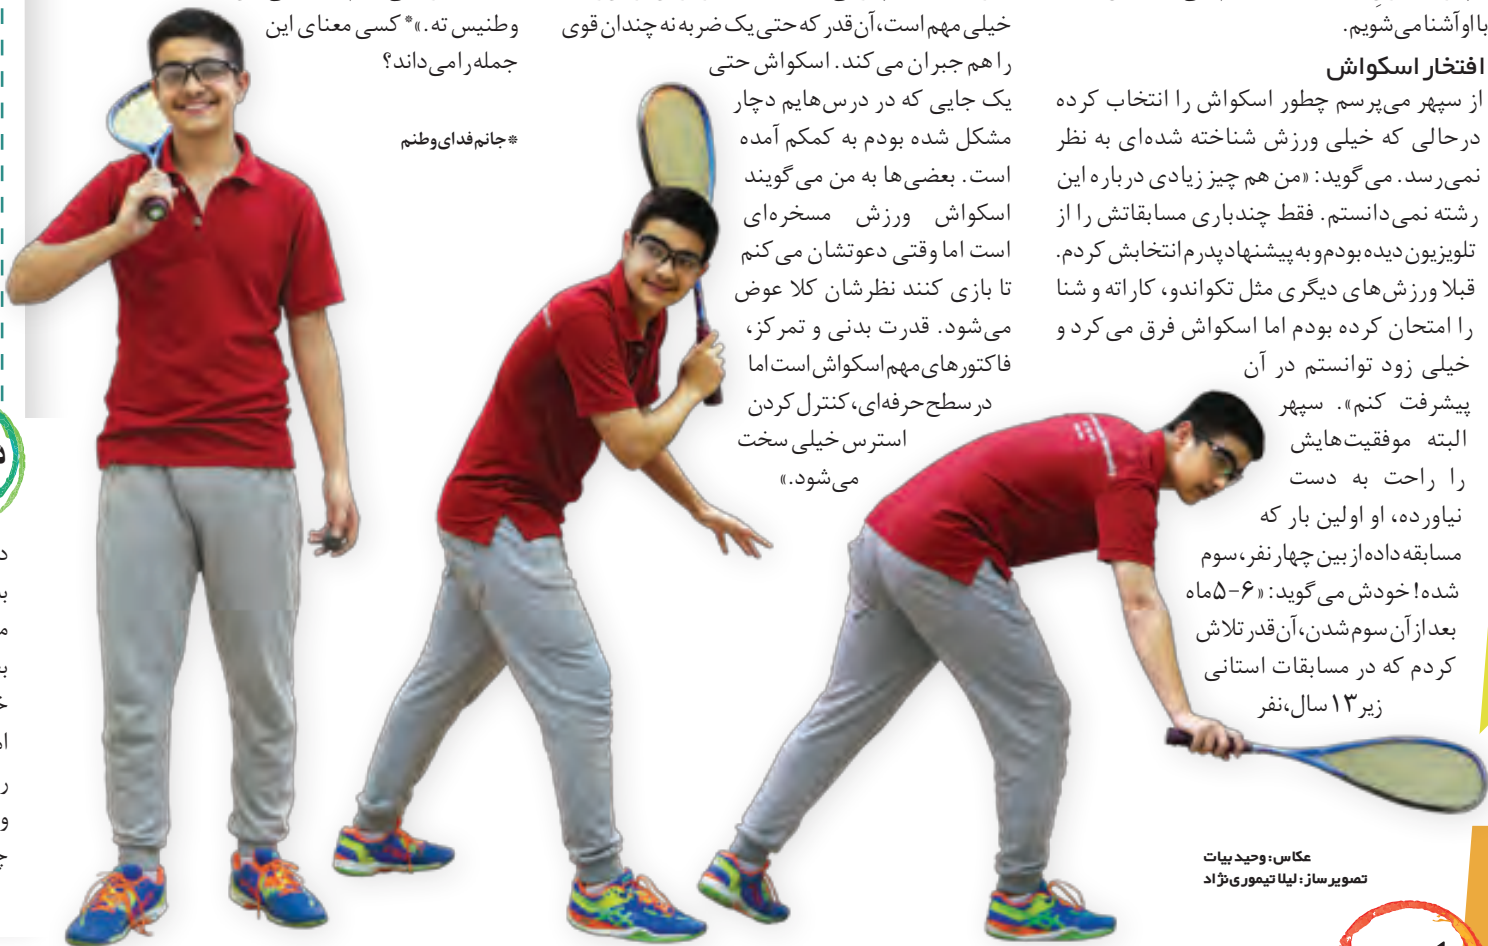 با او آشنا می‌شویم.
افتخار اسکواش
از سپهر می‌پرسم چطور اسکواش را انتخاب کرده
درحالی که خیلی ورزش شناخته شده‌ای به نظر
نمی‌رسد. می‌گوید: «من هم چیز زیادی درباره این
رشته نمی‌دانستم. فقط چندباری مسابقاتش را از
تلویزیون دیده بودم و به پیشنهاد پدرم انتخابش کردم.
قبلا ورزش‌های دیگری مثل تکواندو، کاراته و شنا
را امتحان کرده بودم اما اسکواش فرق می‌کرد و
خیلی زود توانستم در آن
پیشرفت کنم». سپهر
البته موفقیت‌هایش
را راحت به دست
نیاورده، او اولین بار که
مسابقه داده از بین چهار نفر، سوم
شده! خودش می‌گوید: «۶-۵ماه
بعد از آن سوم شدن، آن‌قدر تلاش
کردم که در مسابقات استانی
زیر ۱۳ سال، نفر
خیلی مهم است، آن‌قدر که حتی یک ضربه نه چندان قوی
را هم جبران می‌کند. اسکواش حتی
یک جایی که در درس‌هایم دچار
مشکل شده بودم به کمکم آمده
است. بعضی‌ها به من می‌گویند
اسکواش ورزش مسخره‌ای
است اما وقتی دعوتشان می‌کنم
تا بازی کنند نظرشان کلا عوض
می‌شود. قدرت بدنی و تمرکز،
فاکتورهای مهم اسکواش است اما
در سطح حرفه‌ای، کنترل کردن
استرس خیلی سخت
می‌شود.»
وطنیس ته.»* کسی معنای این
جمله را می‌داند؟
*جانم فدای وطنم
عکاس: وحید بیات
تصویرساز: لیلا تیموری‌نژاد